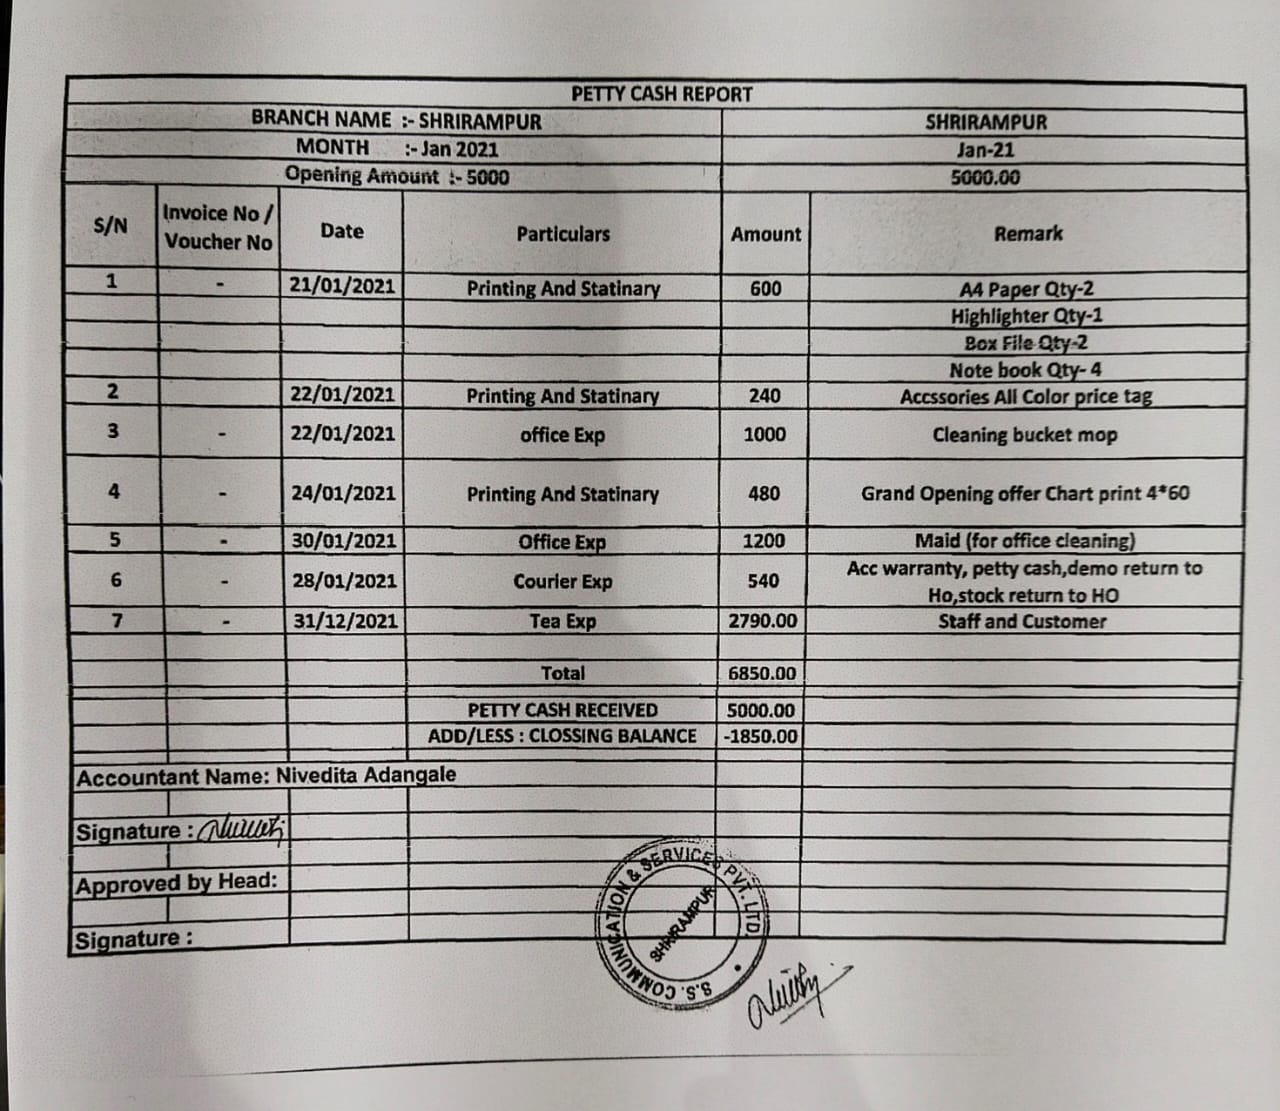 PETTY CASH REPORT
BRANCH NAME :- SHRIRAMPUR SHRIRAMPUR
MONTH :- Jan 2021 Jan-21
Opening Amount :- 5000 5000.00
S/N Invoice No / Voucher No Date Particulars Amount Remark
1 - 21/01/2021 Printing And Statinary 600 A4 Paper Qty-2
Highlighter Qty-1
Box File Qty-2
Note book Qty- 4
2 22/01/2021 Printing And Statinary 240 Accssories All Color price tag
3 - 22/01/2021 office Exp 1000 Cleaning bucket mop
4 - 24/01/2021 Printing And Statinary 480 Grand Opening offer Chart print 4*60
5 - 30/01/2021 Office Exp 1200 Maid (for office cleaning)
6 - 28/01/2021 Courier Exp 540 Acc warranty, petty cash,demo return to
Ho,stock return to HO
7 - 31/12/2021 Tea Exp 2790.00 Staff and Customer
Total 6850.00
PETTY CASH RECEIVED 5000.00
ADD/LESS : CLOSSING BALANCE -1850.00
Accountant Name: Nivedita Adangale
Signature :
Approved by Head:
Signature :
S.S. COMMUNICATION & SERVICES PVT. LTD.
SHRIRAMPUR